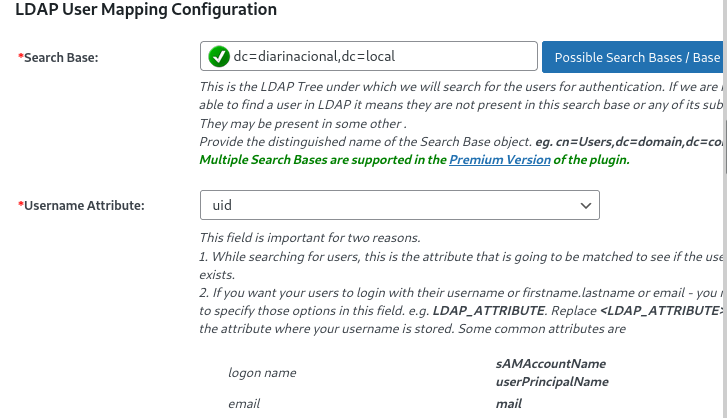 LDAP User Mapping Configuration
*Search Base: dc=diarinacional,dc=local Possible Search Bases / Base
This is the LDAP Tree under which we will search for the users for authentication. If we are
able to find a user in LDAP it means they are not present in this search base or any of its sub
They may be present in some other .
Provide the distinguished name of the Search Base object. eg. cn=Users,dc=domain,dc=co
Multiple Search Bases are supported in the Premium Version of the plugin.
*Username Attribute: uid
This field is important for two reasons.
1. While searching for users, this is the attribute that is going to be matched to see if the use
exists.
2. If you want your users to login with their username or firstname.lastname or email - you
to specify those options in this field. e.g. LDAP_ATTRIBUTE. Replace <LDAP_ATTRIBUTE>
the attribute where your username is stored. Some common attributes are
logon name sAMAccountName
userPrincipalName
email mail